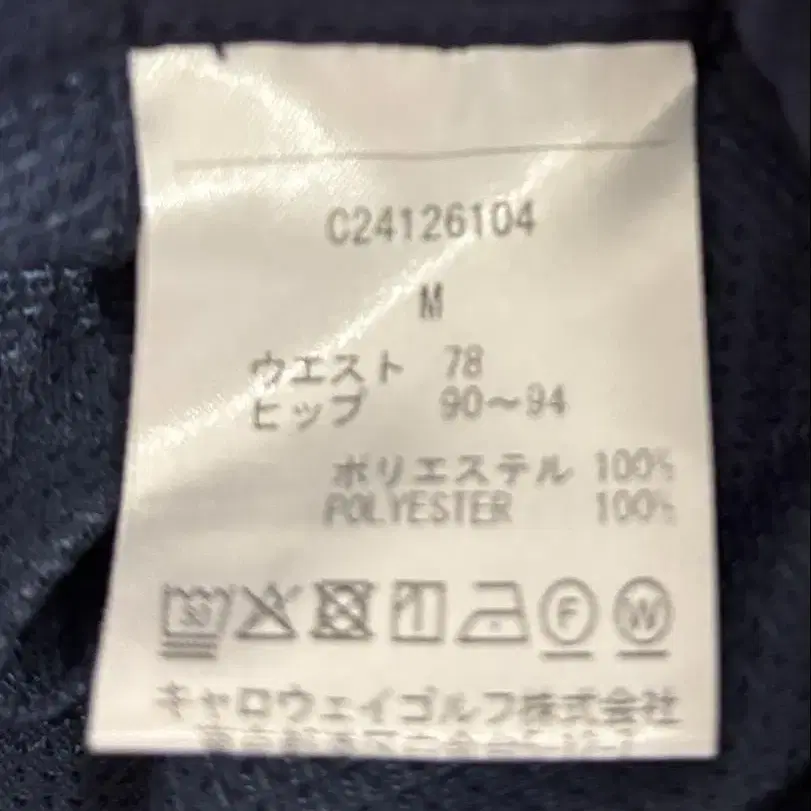 C24126104
M
ウエスト 78
ヒップ 90～94
ポリエステル 100%
POLYESTER 100%
30
F
W
キャロウェイゴルフ株式会社